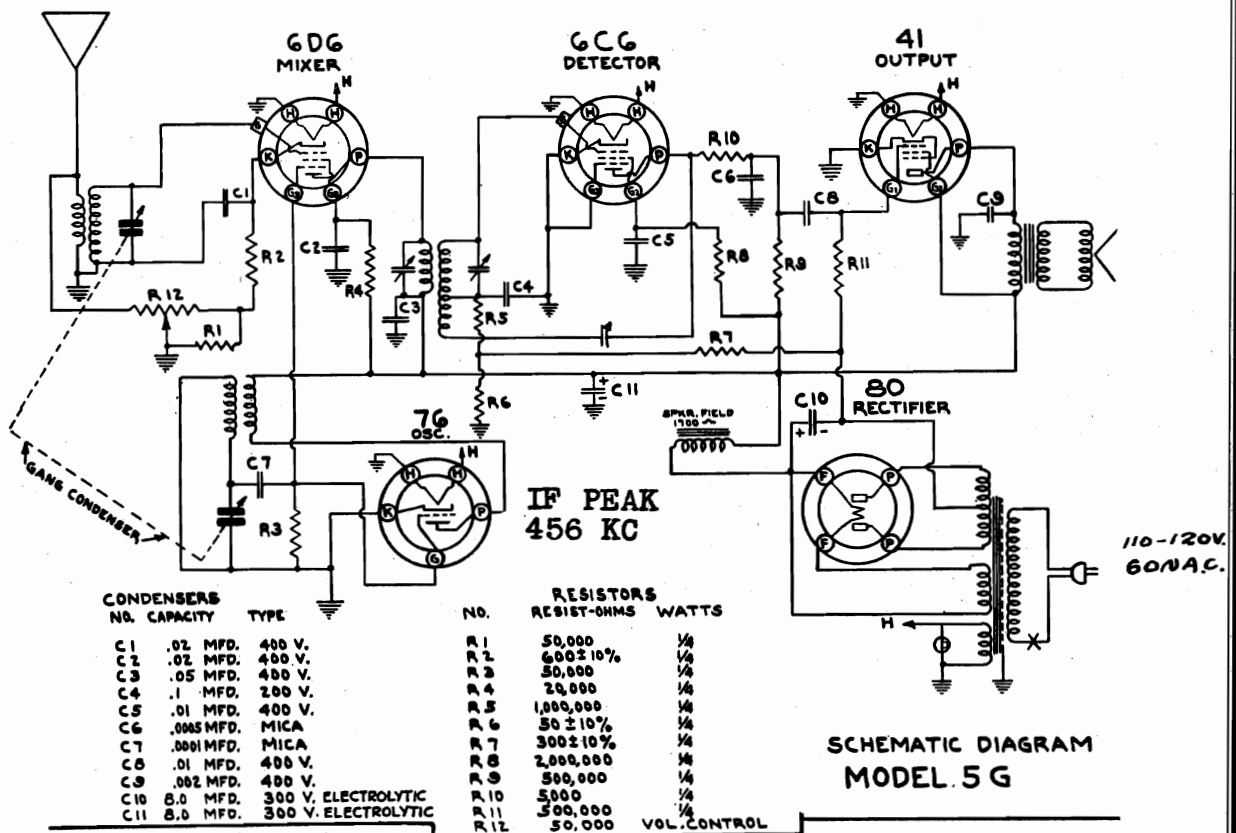 6D6
MIXER
6C6
DETECTOR
41
OUTPUT
H
H
H
H H
H H
H H
K P
G3 G2
K P
G3 G2
K P
G1 G2
C1
R2
C2
R4
C3
R12
R1
R10
C6
C5
R8
C8
R9
R11
C9
C4
R5
R7
R6
C11
+
-
SPKR. FIELD
1700 Ω
C10
+ -
80
RECTIFIER
F P
F P
76
OSC.
H
H H
K P
G
C7
R3
GANG CONDENSER
IF PEAK
456 KC
110-120V.
60~A.C.
H
CONDENSERS
NO. CAPACITY TYPE
C1 .02 MFD. 400 V.
C2 .02 MFD. 400 V.
C3 .05 MFD. 400 V.
C4 .1 MFD. 200 V.
C5 .01 MFD. 400 V.
C6 .0005 MFD. MICA
C7 .0001 MFD. MICA
C8 .01 MFD. 400 V.
C9 .002 MFD. 400 V.
C10 8.0 MFD. 300 V. ELECTROLYTIC
C11 8.0 MFD. 300 V. ELECTROLYTIC
RESISTORS
NO. RESIST-OHMS WATTS
R1 50,000 1/4
R2 600±10% 1/4
R3 50,000 1/4
R4 20,000 1/4
R5 1,000,000 1/4
R6 50±10% 1/4
R7 300±10% 1/4
R8 2,000,000 1/4
R9 500,000 1/4
R10 5,000 1/4
R11 500,000 1/4
R12 50,000 VOL. CONTROL
SCHEMATIC DIAGRAM
MODEL 5G